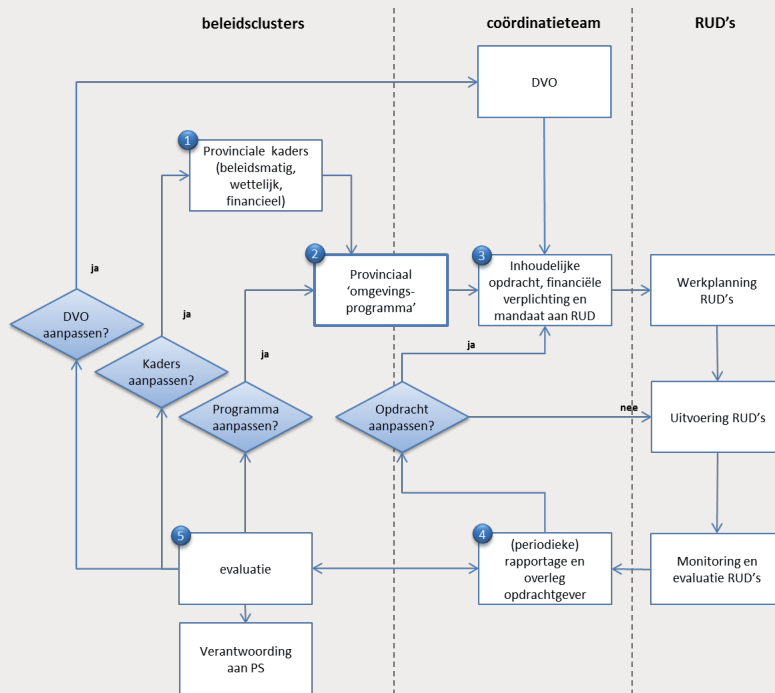 beleidsclusters
coördinatieteam
RUD's
DVO
1
Provinciale kaders
(beleidsmatig,
wettelijk,
financieel)
2
Provinciaal
‘omgevings-
programma’
3
Inhoudelijke
opdracht, financiële
verplichting en
mandaat aan RUD
Werkplanning
RUD's
ja
DVO
aanpassen?
ja
Kaders
aanpassen?
ja
Programma
aanpassen?
ja
Opdracht
aanpassen?
nee
Uitvoering RUD's
5
evaluatie
4
(periodieke)
rapportage en
overleg
opdrachtgever
Monitoring en
evaluatie RUD's
Verantwoording
aan PS